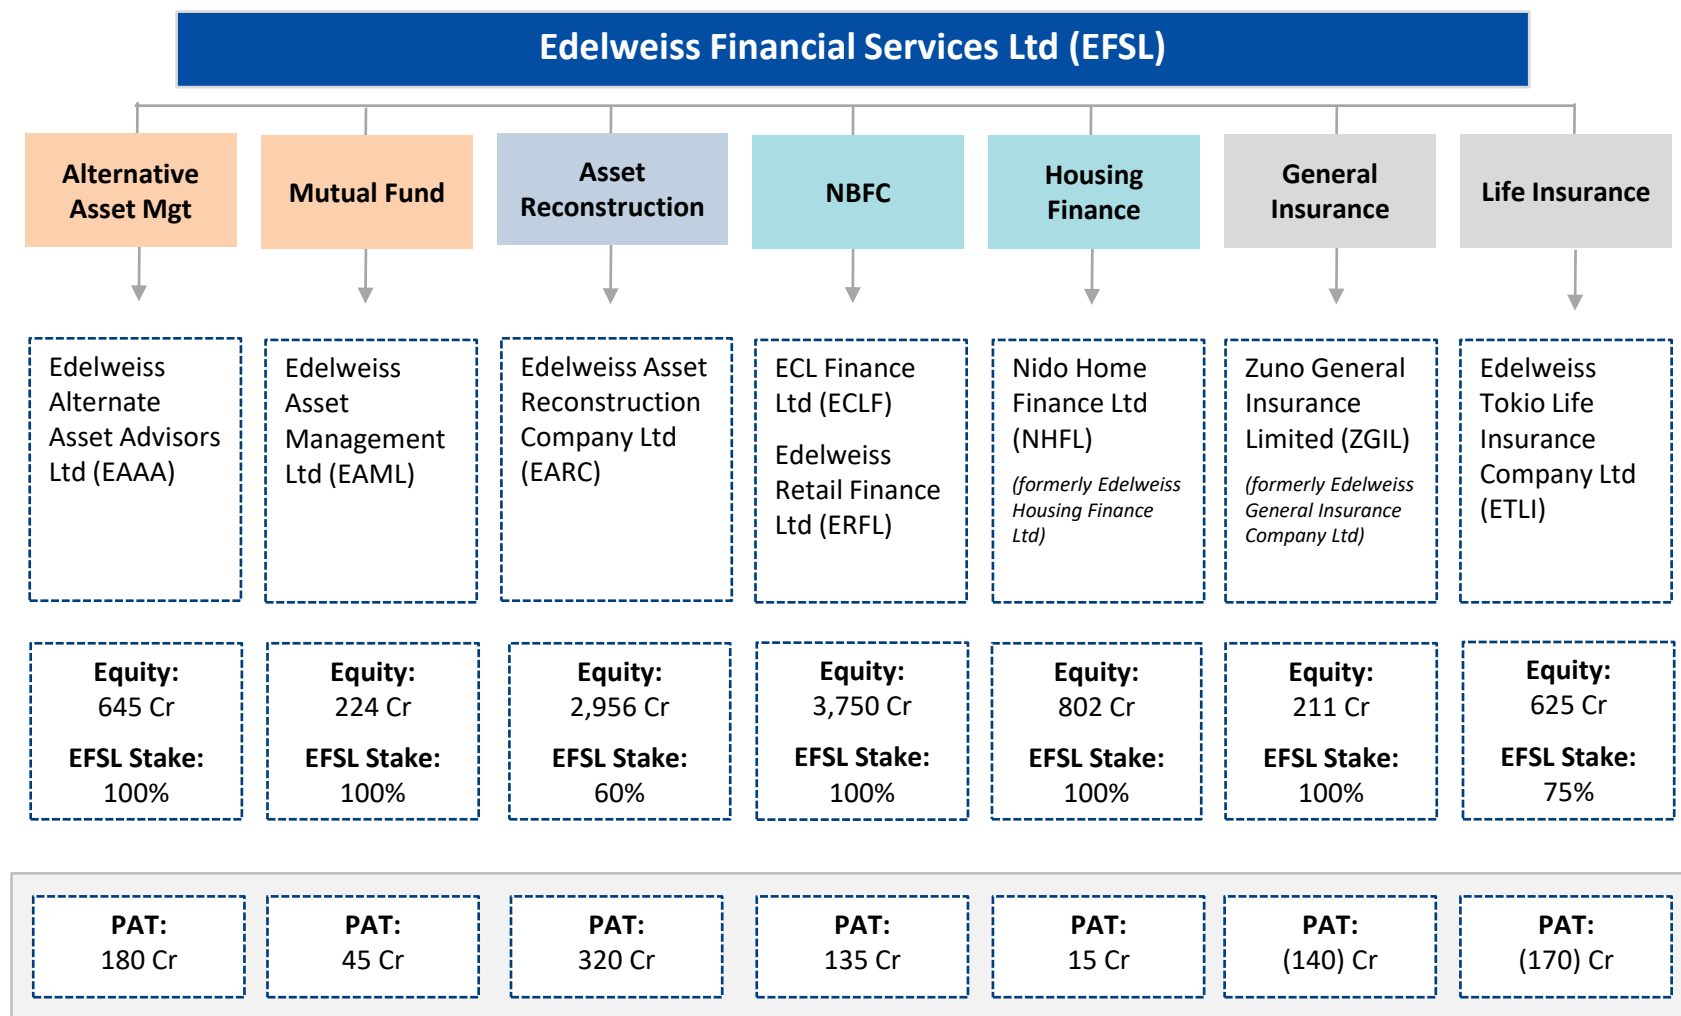 Edelweiss Financial Services Ltd (EFSL)
Alternative
Asset Mgt
Mutual Fund
Asset
Reconstruction
NBFC
Housing
Finance
General
Insurance
Life Insurance
Edelweiss
Alternate
Asset Advisors
Ltd (EAAA)
Edelweiss
Asset
Management
Ltd (EAML)
Edelweiss Asset
Reconstruction
Company Ltd
(EARC)
ECL Finance
Ltd (ECLF)
Edelweiss
Retail Finance
Ltd (ERFL)
Nido Home
Finance Ltd
(NHFL)
(formerly Edelweiss
Housing Finance
Ltd)
Zuno General
Insurance
Limited (ZGIL)
(formerly Edelweiss
General Insurance
Company Ltd)
Edelweiss
Tokio Life
Insurance
Company Ltd
(ETLI)
Equity:
645 Cr
EFSL Stake:
100%
Equity:
224 Cr
EFSL Stake:
100%
Equity:
2,956 Cr
EFSL Stake:
60%
Equity:
3,750 Cr
EFSL Stake:
100%
Equity:
802 Cr
EFSL Stake:
100%
Equity:
211 Cr
EFSL Stake:
100%
Equity:
625 Cr
EFSL Stake:
75%
PAT:
180 Cr
PAT:
45 Cr
PAT:
320 Cr
PAT:
135 Cr
PAT:
15 Cr
PAT:
(140) Cr
PAT:
(170) Cr